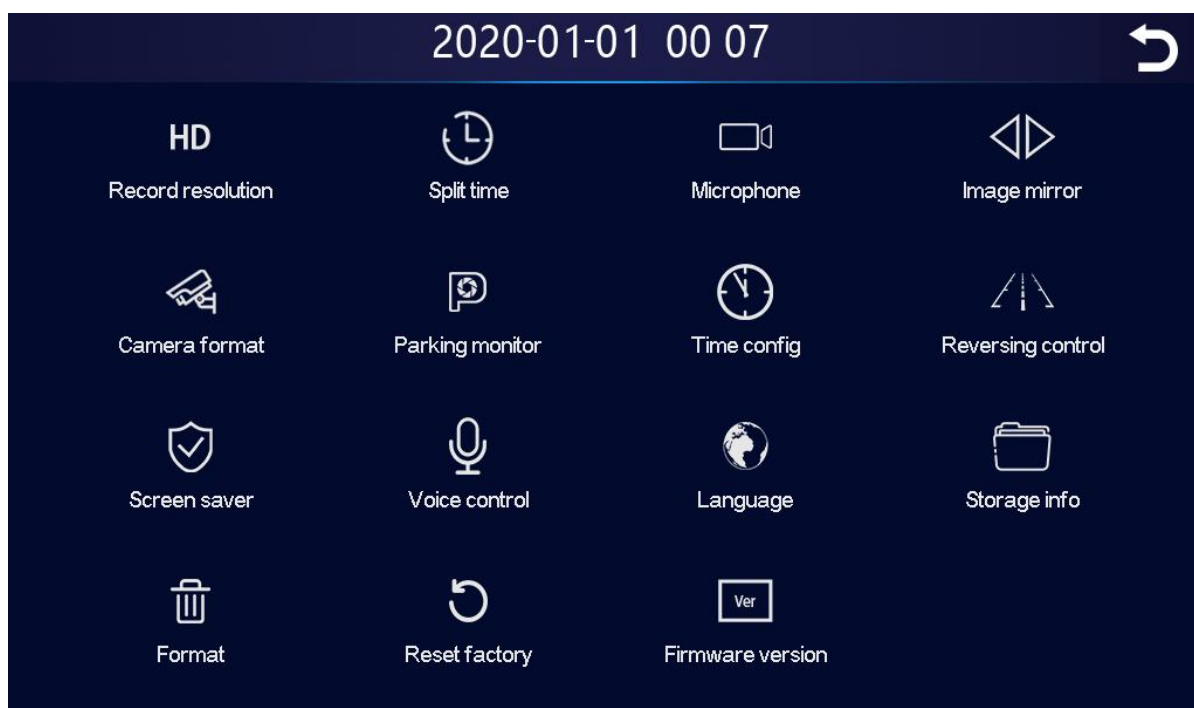 2020-01-01 00 07
HD
Record resolution
Split time
Microphone
Image mirror
Camera format
Parking monitor
Time config
Reversing control
Screen saver
Voice control
Language
Storage info
Format
Reset factory
Ver
Firmware version